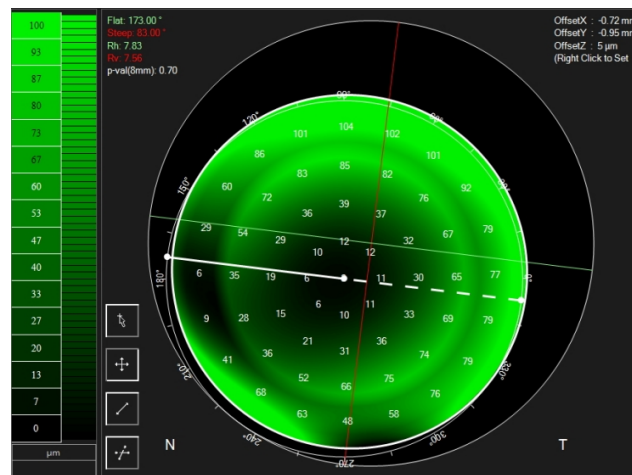 100
93
87
80
73
67
60
53
47
40
33
27
20
13
7
0
µm
Flat: 173.00 °
Steep: 83.00 °
Rh: 7.83
Rv: 7.56
p-val(8mm): 0.70
OffsetX : -0.72 mm
OffsetY : -0.95 mm
OffsetZ : 5 µm
(Right Click to Set
90°
120°
150°
180°
210°
240°
270°
300°
330°
0°
30°
60°
101 104 102
86 101
83 85 82
60 72 76 92
36 39 37
29 54 29 32 67 79
10 12 12
6 35 19 6 11 30 65 77
6 10 11
9 28 15 33 69 79
21 31 36
41 36 74 79
52 66 75
68 76
63 48 58
N
T